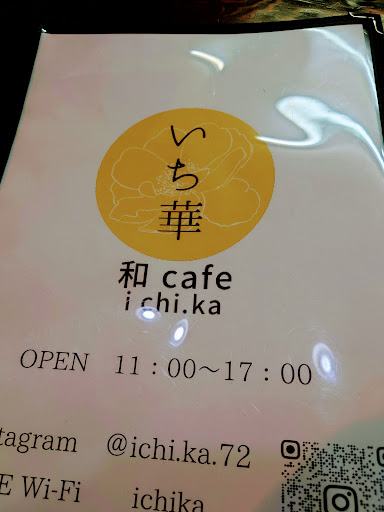 いち華
和 cafe
i chi.ka
OPEN 11：00～17：00
tagram @ichi.ka.72
E Wi-Fi ichika